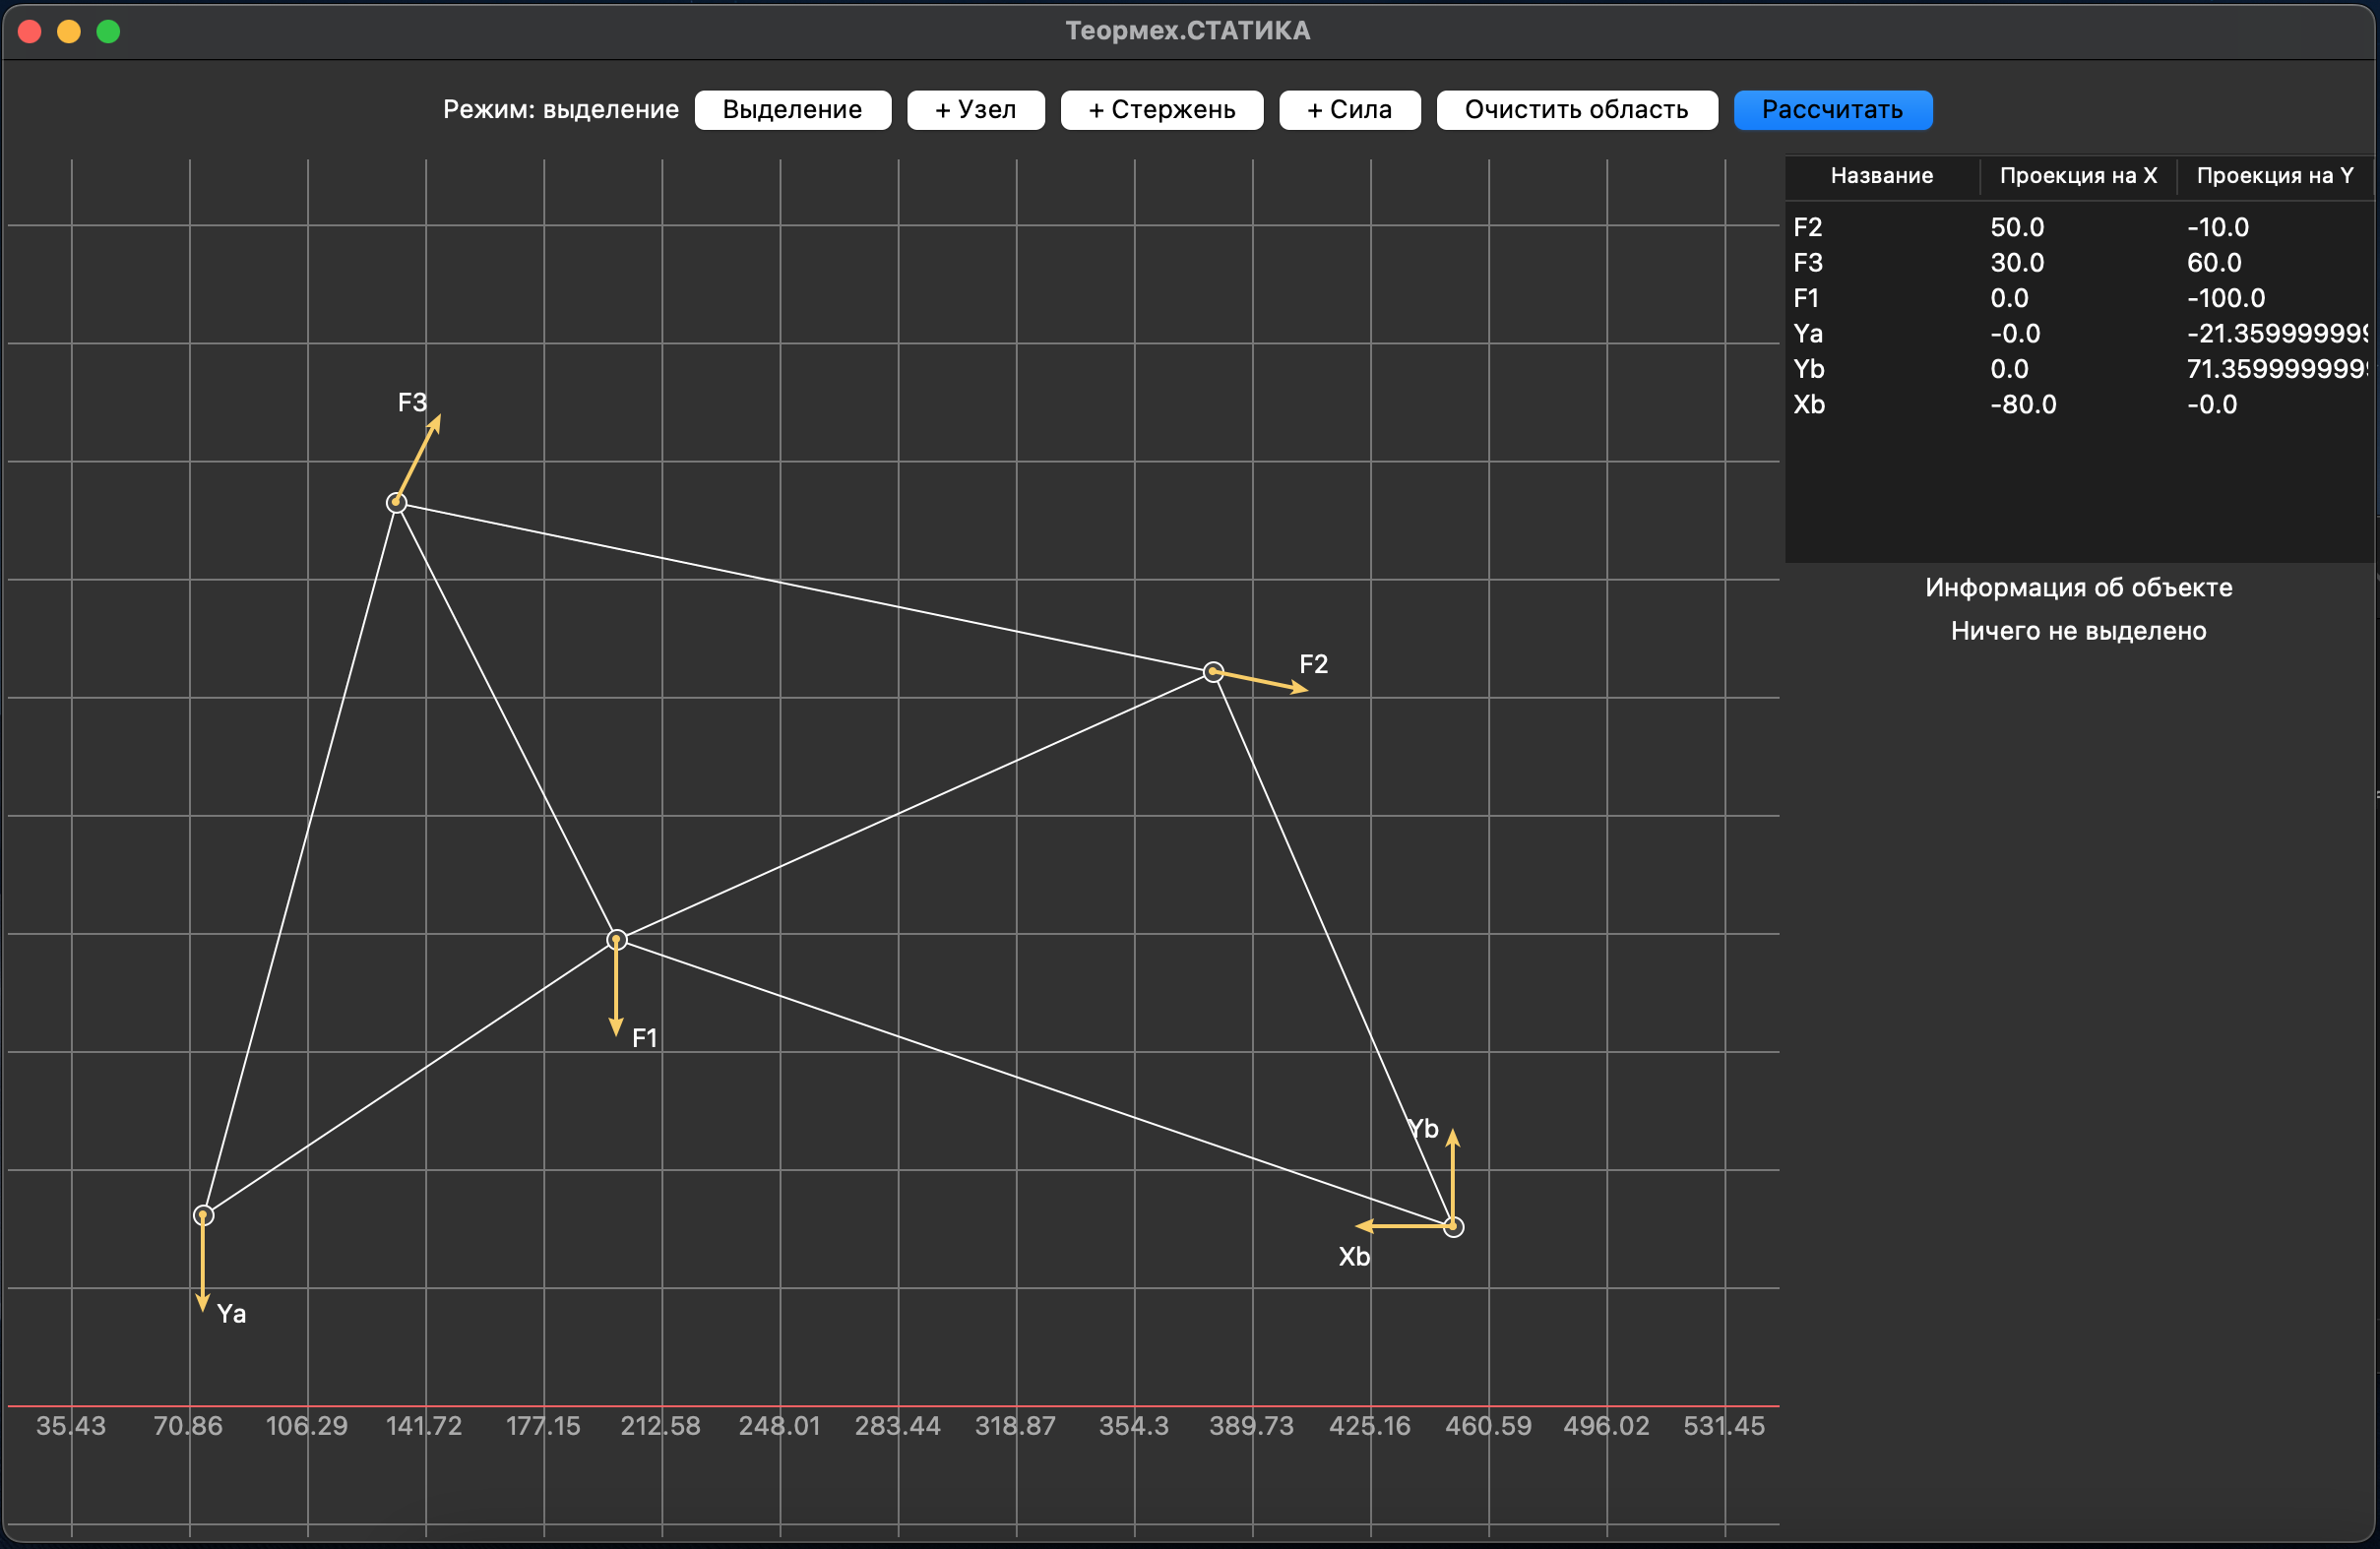 Теормех.СТАТИКА
Режим: выделение Выделение + Узел + Стержень + Сила Очистить область Рассчитать
Название Проекция на X Проекция на Y
F2 50.0 -10.0
F3 30.0 60.0
F1 0.0 -100.0
Ya -0.0 -21.359999999
Yb 0.0 71.3599999999
Xb -80.0 -0.0
Информация об объекте
Ничего не выделено
F3
F2
F1
Yb
Xb
Ya
35.43 70.86 106.29 141.72 177.15 212.58 248.01 283.44 318.87 354.3 389.73 425.16 460.59 496.02 531.45